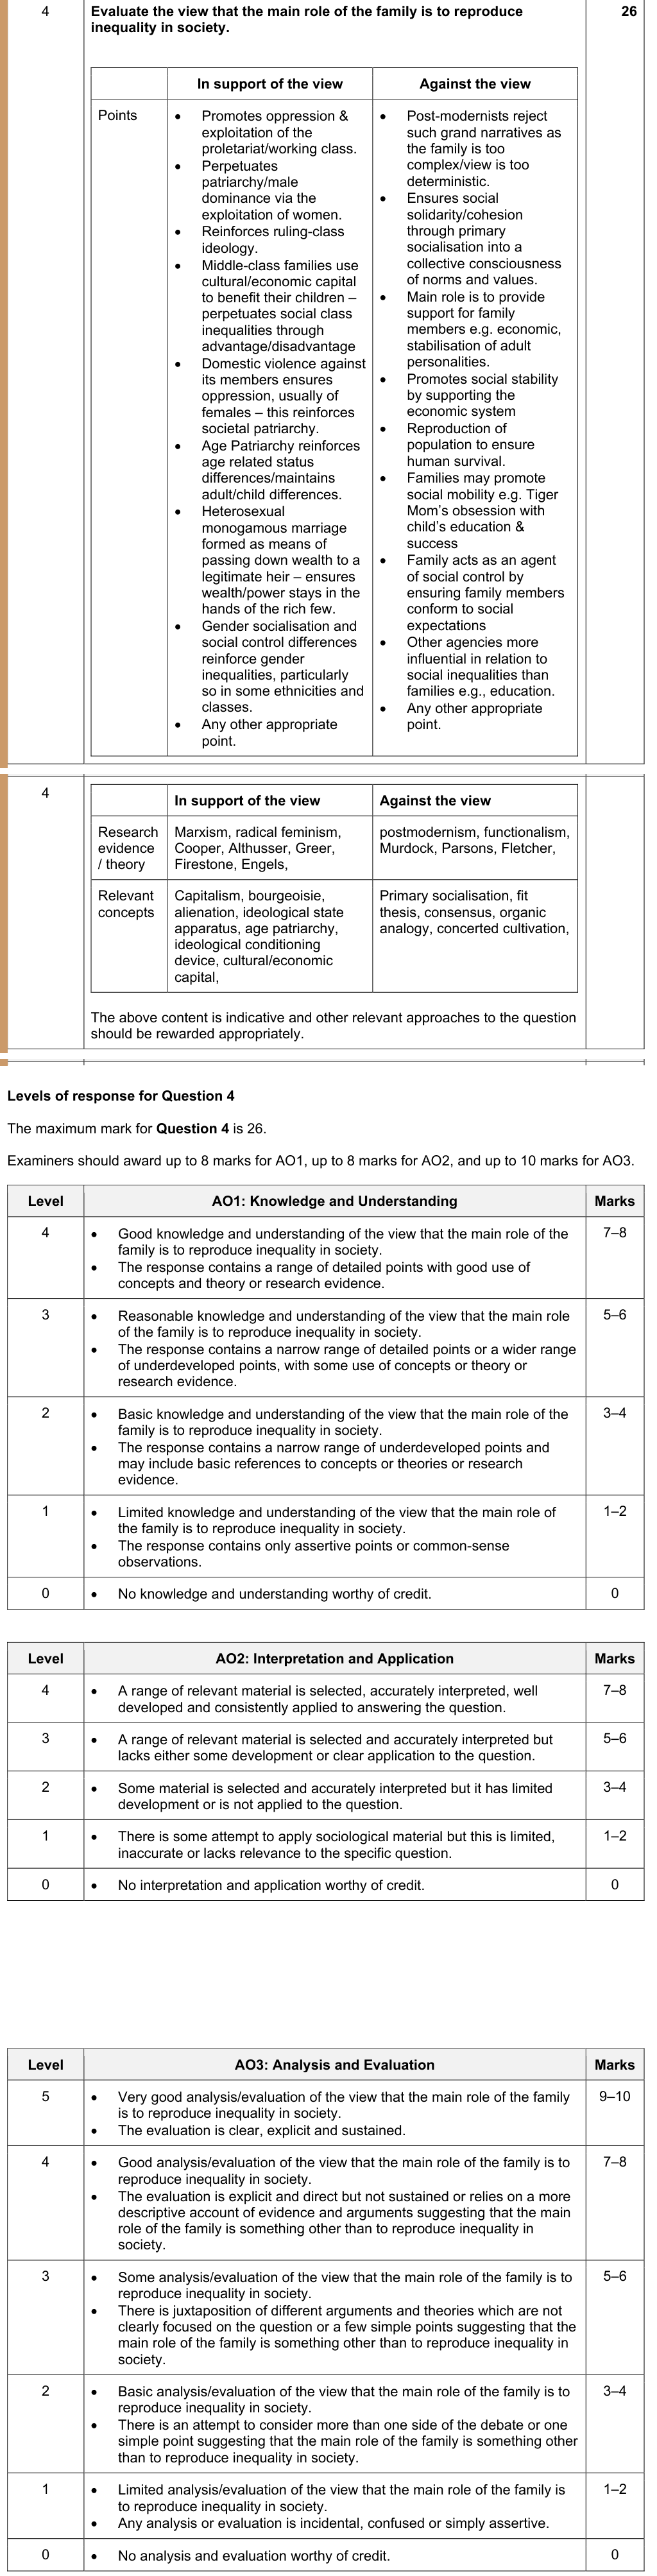 4
Evaluate the view that the main role of the family is to reproduce
inequality in society.
26
In support of the view
Against the view
Points
• Promotes oppression &
exploitation of the
proletariat/working class.
• Perpetuates
patriarchy/male
dominance via the
exploitation of women.
• Reinforces ruling-class
ideology.
• Middle-class families use
cultural/economic capital
to benefit their children –
perpetuates social class
inequalities through
advantage/disadvantage
• Domestic violence against
its members ensures
oppression, usually of
females – this reinforces
societal patriarchy.
• Age Patriarchy reinforces
age related status
differences/maintains
adult/child differences.
• Heterosexual
monogamous marriage
formed as means of
passing down wealth to a
legitimate heir – ensures
wealth/power stays in the
hands of the rich few.
• Gender socialisation and
social control differences
reinforce gender
inequalities, particularly
so in some ethnicities and
classes.
• Any other appropriate
point.
• Post-modernists reject
such grand narratives as
the family is too
complex/view is too
deterministic.
• Ensures social
solidarity/cohesion
through primary
socialisation into a
collective consciousness
of norms and values.
• Main role is to provide
support for family
members e.g. economic,
stabilisation of adult
personalities.
• Promotes social stability
by supporting the
economic system
• Reproduction of
population to ensure
human survival.
• Families may promote
social mobility e.g. Tiger
Mom's obsession with
child's education &
success
• Family acts as an agent
of social control by
ensuring family members
conform to social
expectations
• Other agencies more
influential in relation to
social inequalities than
families e.g., education.
• Any other appropriate
point.
4
In support of the view
Against the view
Research
evidence
/ theory
Marxism, radical feminism,
Cooper, Althusser, Greer,
Firestone, Engels,
postmodernism, functionalism,
Murdock, Parsons, Fletcher,
Relevant
concepts
Capitalism, bourgeoisie,
alienation, ideological state
apparatus, age patriarchy,
ideological conditioning
device, cultural/economic
capital,
Primary socialisation, fit
thesis, consensus, organic
analogy, concerted cultivation,
The above content is indicative and other relevant approaches to the question
should be rewarded appropriately.
Levels of response for Question 4
The maximum mark for Question 4 is 26.
Examiners should award up to 8 marks for AO1, up to 8 marks for AO2, and up to 10 marks for AO3.
Level
AO1: Knowledge and Understanding
Marks
4
• Good knowledge and understanding of the view that the main role of the
family is to reproduce inequality in society.
• The response contains a range of detailed points with good use of
concepts and theory or research evidence.
7–8
3
• Reasonable knowledge and understanding of the view that the main role
of the family is to reproduce inequality in society.
• The response contains a narrow range of detailed points or a wider range
of underdeveloped points, with some use of concepts or theory or
research evidence.
5–6
2
• Basic knowledge and understanding of the view that the main role of the
family is to reproduce inequality in society.
• The response contains a narrow range of underdeveloped points and
may include basic references to concepts or theories or research
evidence.
3–4
1
• Limited knowledge and understanding of the view that the main role of
the family is to reproduce inequality in society.
• The response contains only assertive points or common-sense
observations.
1–2
0
• No knowledge and understanding worthy of credit.
0
Level
AO2: Interpretation and Application
Marks
4
• A range of relevant material is selected, accurately interpreted, well
developed and consistently applied to answering the question.
7–8
3
• A range of relevant material is selected and accurately interpreted but
lacks either some development or clear application to the question.
5–6
2
• Some material is selected and accurately interpreted but it has limited
development or is not applied to the question.
3–4
1
• There is some attempt to apply sociological material but this is limited,
inaccurate or lacks relevance to the specific question.
1–2
0
• No interpretation and application worthy of credit.
0
Level
AO3: Analysis and Evaluation
Marks
5
• Very good analysis/evaluation of the view that the main role of the family
is to reproduce inequality in society.
• The evaluation is clear, explicit and sustained.
9–10
4
• Good analysis/evaluation of the view that the main role of the family is to
reproduce inequality in society.
• The evaluation is explicit and direct but not sustained or relies on a more
descriptive account of evidence and arguments suggesting that the main
role of the family is something other than to reproduce inequality in
society.
7–8
3
• Some analysis/evaluation of the view that the main role of the family is to
reproduce inequality in society.
• There is juxtaposition of different arguments and theories which are not
clearly focused on the question or a few simple points suggesting that the
main role of the family is something other than to reproduce inequality in
society.
5–6
2
• Basic analysis/evaluation of the view that the main role of the family is to
reproduce inequality in society.
• There is an attempt to consider more than one side of the debate or one
simple point suggesting that the main role of the family is something other
than to reproduce inequality in society.
3–4
1
• Limited analysis/evaluation of the view that the main role of the family is
to reproduce inequality in society.
• Any analysis or evaluation is incidental, confused or simply assertive.
1–2
0
• No analysis and evaluation worthy of credit.
0